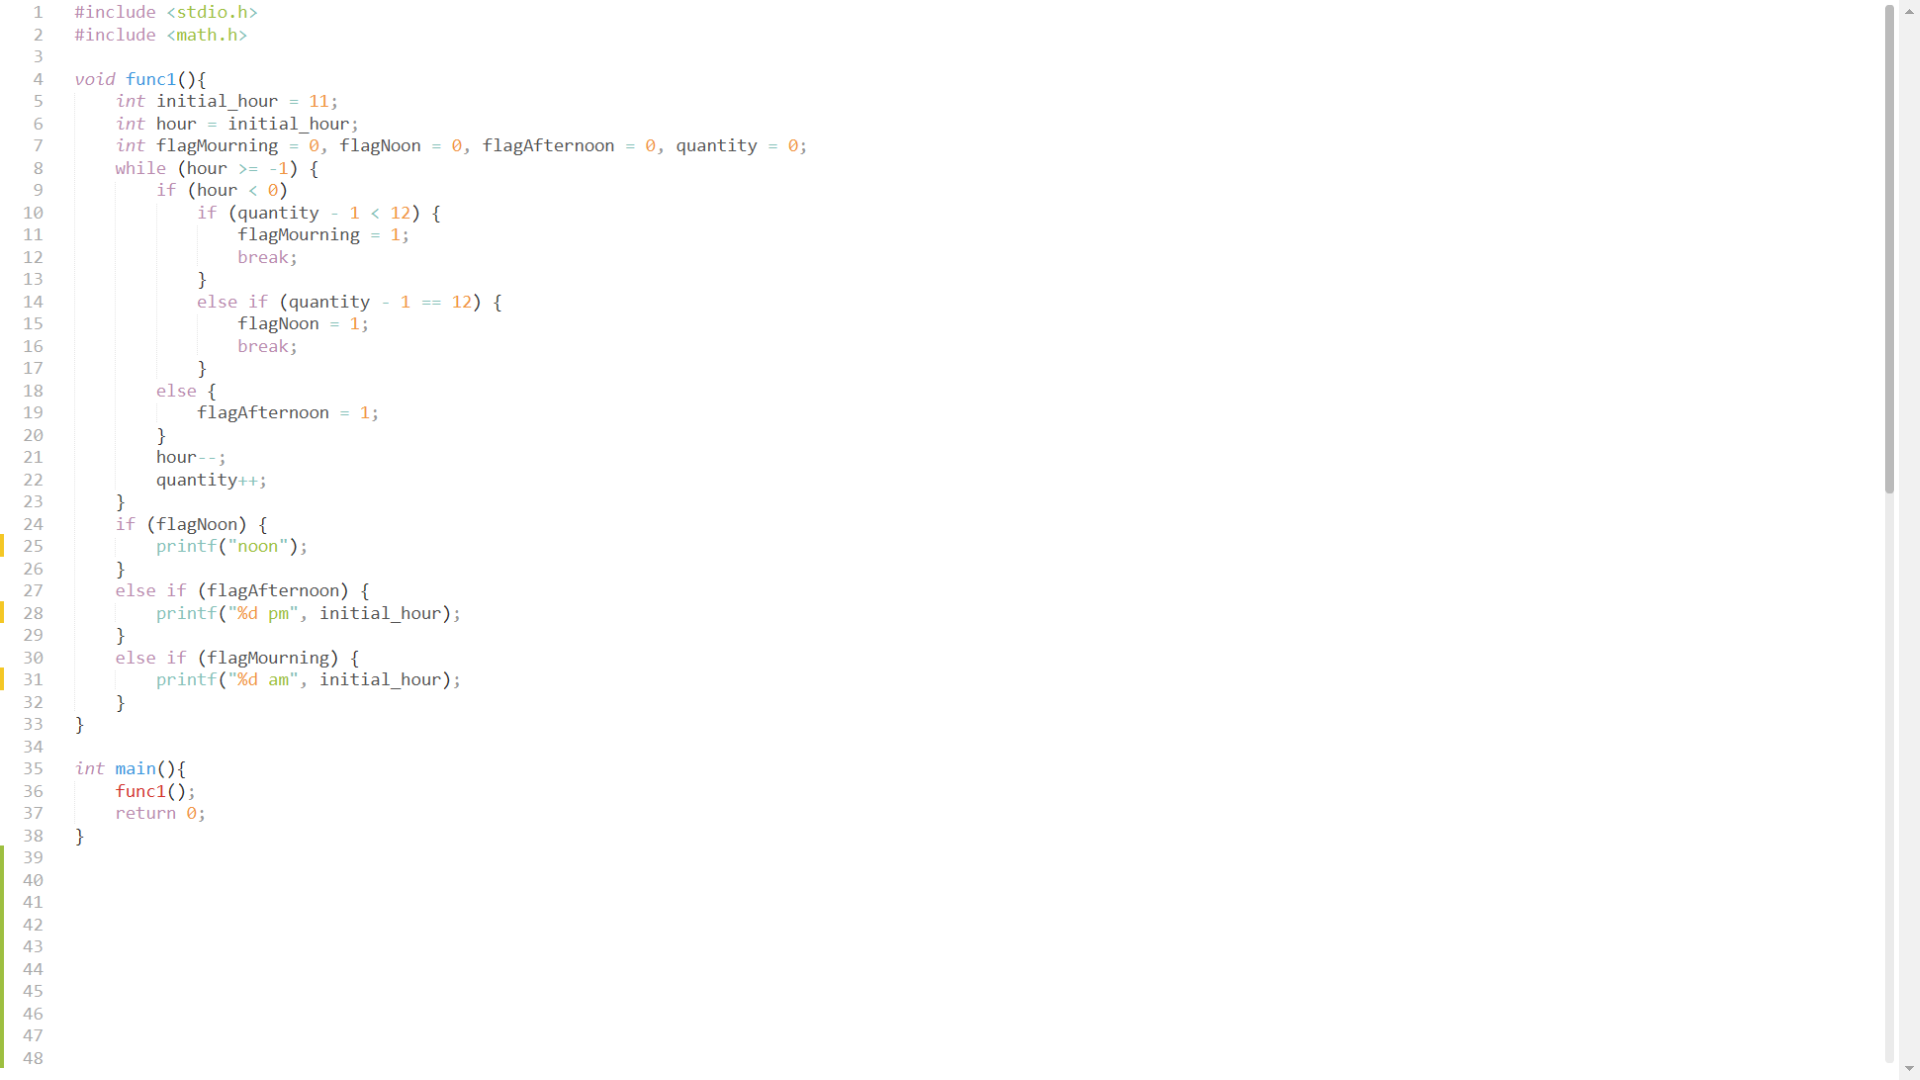 1 #include <stdio.h>
2 #include <math.h>
3
4 void func1(){
5     int initial_hour = 11;
6     int hour = initial_hour;
7     int flagMourning = 0, flagNoon = 0, flagAfternoon = 0, quantity = 0;
8     while (hour >= -1) {
9         if (hour < 0)
10             if (quantity - 1 < 12) {
11                 flagMourning = 1;
12                 break;
13             }
14             else if (quantity - 1 == 12) {
15                 flagNoon = 1;
16                 break;
17             }
18         else {
19             flagAfternoon = 1;
20         }
21         hour--;
22         quantity++;
23     }
24     if (flagNoon) {
25         printf("noon");
26     }
27     else if (flagAfternoon) {
28         printf("%d pm", initial_hour);
29     }
30     else if (flagMourning) {
31         printf("%d am", initial_hour);
32     }
33 }
34
35 int main(){
36     func1();
37     return 0;
38 }
39
40
41
42
43
44
45
46
47
48